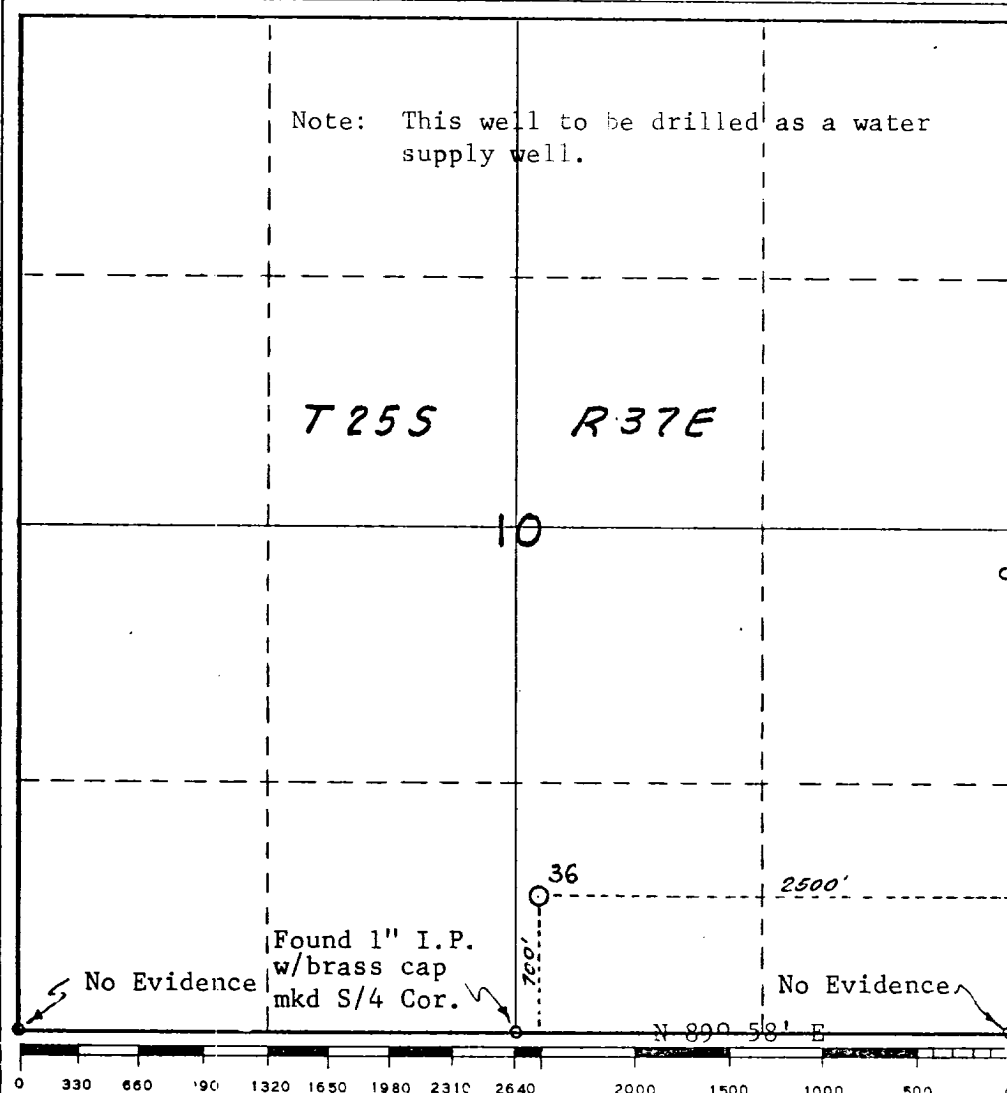 Note: This well to be drilled as a water
supply well.
T 25 S R 37 E
10
36
2500'
700'
Found 1" I.P.
w/brass cap
mkd S/4 Cor.
No Evidence
No Evidence
N 89° 58' E
0 330 660 '90 1320 1650 1980 2310 2640 2000 1500 1000 500